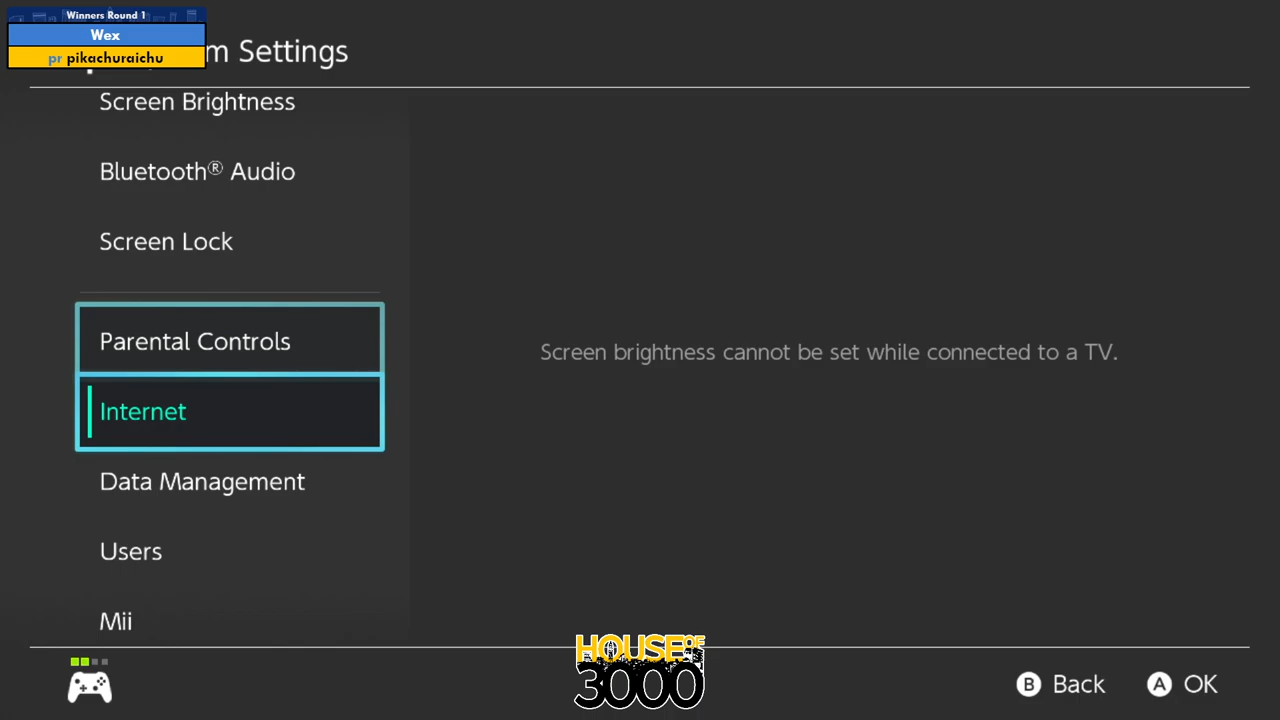 Winners Round 1
Wex
pr pikachuraichu
m Settings
Screen Brightness
Bluetooth® Audio
Screen Lock
Parental Controls
Internet
Data Management
Users
Mii
Screen brightness cannot be set while connected to a TV.
HOUSE OF
3000
B Back
A OK